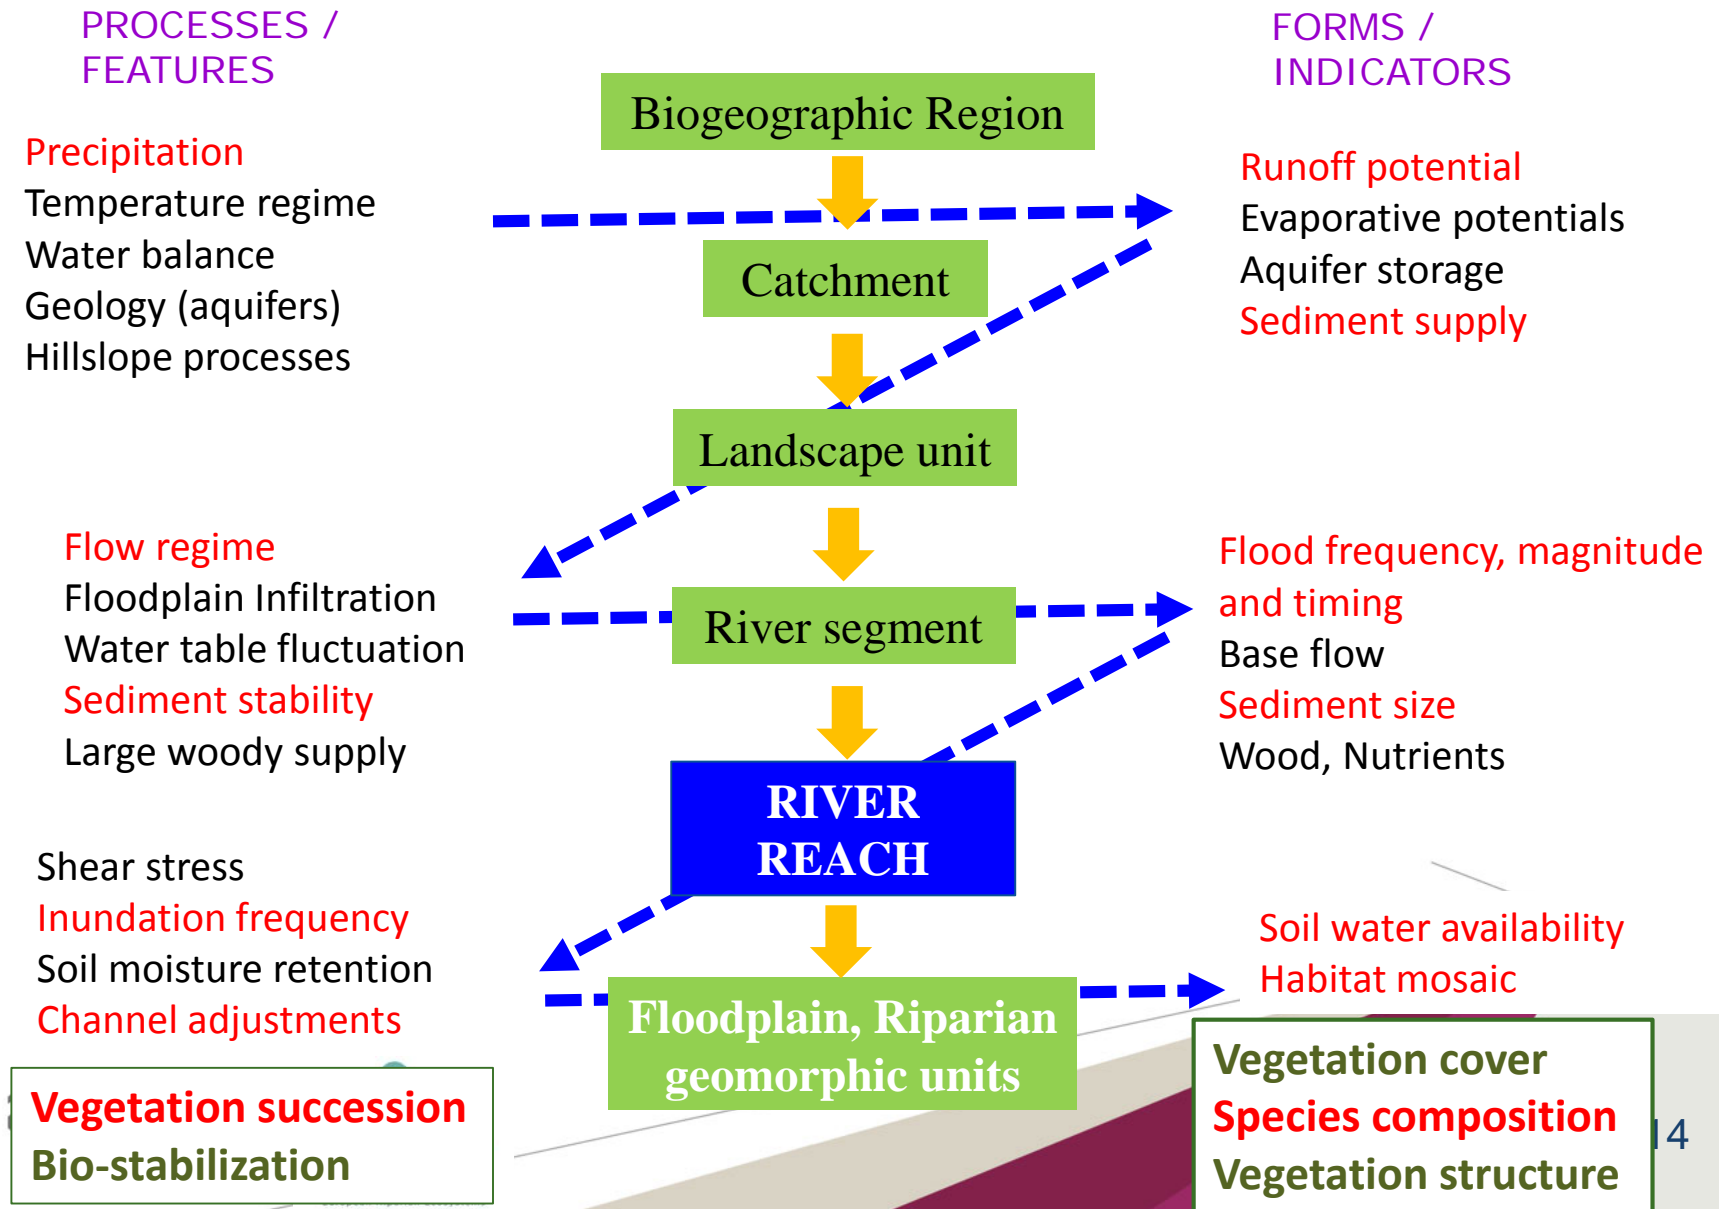 PROCESSES /
FEATURES
FORMS /
INDICATORS
Biogeographic Region
Precipitation
Temperature regime
Water balance
Geology (aquifers)
Hillslope processes
Runoff potential
Evaporative potentials
Aquifer storage
Sediment supply
Catchment
Landscape unit
Flow regime
Floodplain Infiltration
Water table fluctuation
Sediment stability
Large woody supply
River segment
Flood frequency, magnitude
and timing
Base flow
Sediment size
Wood, Nutrients
RIVER
REACH
Shear stress
Inundation frequency
Soil moisture retention
Channel adjustments
Soil water availability
Habitat mosaic
Floodplain, Riparian
geomorphic units
Vegetation succession
Bio-stabilization
Vegetation cover
Species composition
Vegetation structure
14